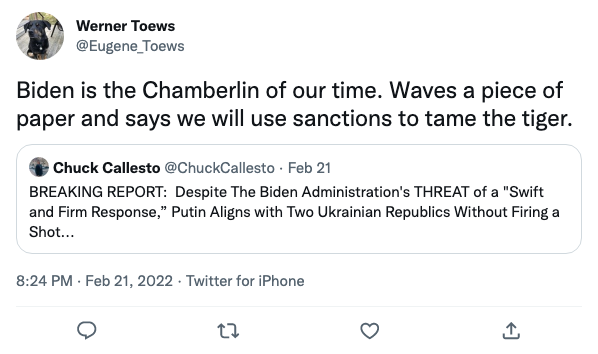 Werner Toews
@Eugene_Toews
Biden is the Chamberlin of our time. Waves a piece of
paper and says we will use sanctions to tame the tiger.
Chuck Callesto @ChuckCallesto · Feb 21
BREAKING REPORT:  Despite The Biden Administration's THREAT of a "Swift
and Firm Response,” Putin Aligns with Two Ukrainian Republics Without Firing a
Shot...
8:24 PM · Feb 21, 2022 · Twitter for iPhone